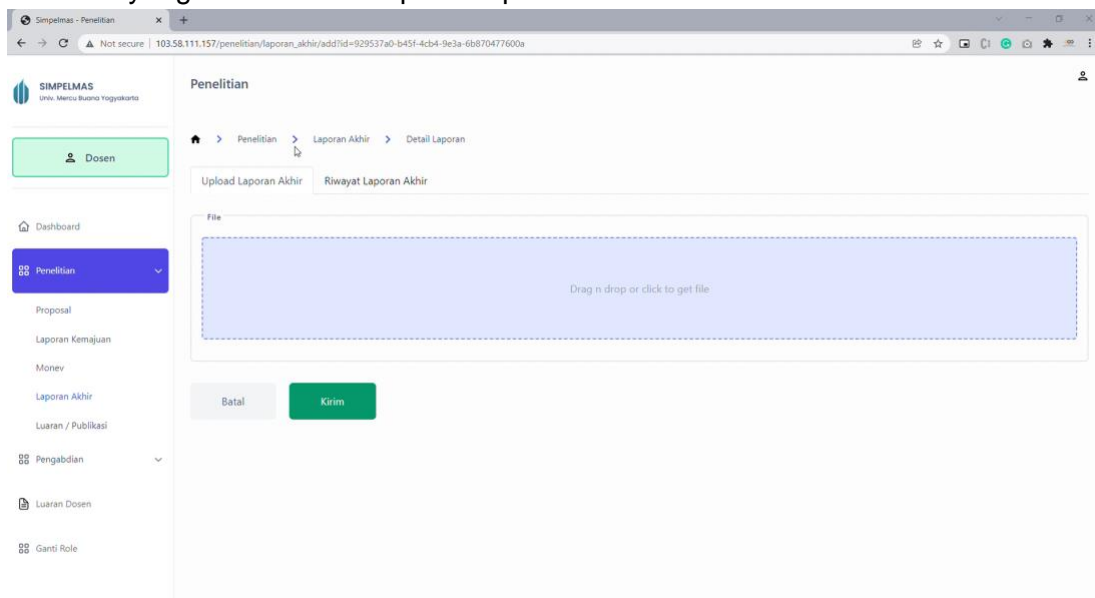 Simpelmas - Penelitian
Not secure | 103.58.111.157/penelitian/laporan_akhir/add?id=929537a0-b45f-4cb4-9e3a-6b870477600a
SIMPELMAS
Univ. Mercu Buana Yogyakarta
Penelitian
Dosen
Penelitian > Laporan Akhir > Detail Laporan
Upload Laporan Akhir Riwayat Laporan Akhir
Dashboard
File
Penelitian
Drag n drop or click to get file
Proposal
Laporan Kemajuan
Monev
Laporan Akhir
Batal Kirim
Luaran / Publikasi
Pengabdian
Luaran Dosen
Ganti Role